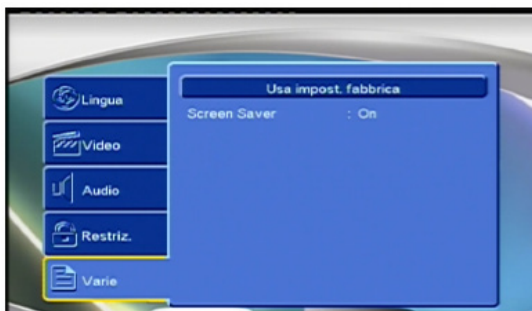 Lingua
Video
Audio
Restriz.
Varie
Usa impost. fabbrica
Screen Saver : On